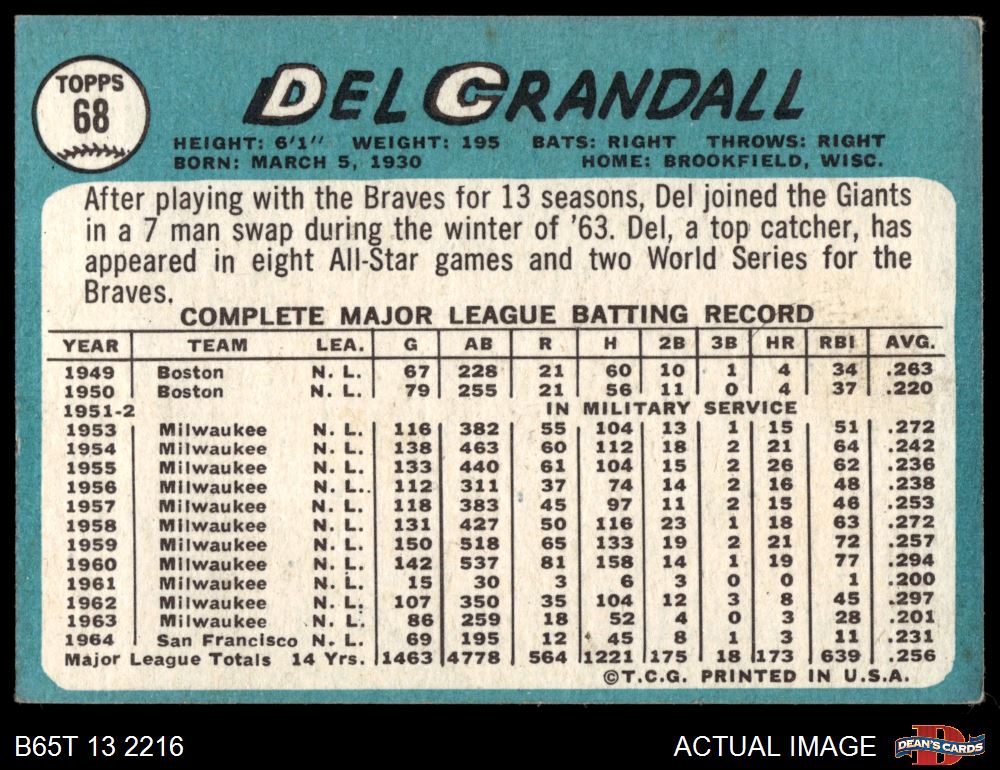 TOPPS
68
DEL CRANDALL
HEIGHT: 6'1" WEIGHT: 195 BATS: RIGHT THROWS: RIGHT
BORN: MARCH 5, 1930 HOME: BROOKFIELD, WISC.
After playing with the Braves for 13 seasons, Del joined the Giants
in a 7 man swap during the winter of '63. Del, a top catcher, has
appeared in eight All-Star games and two World Series for the
Braves.
COMPLETE MAJOR LEAGUE BATTING RECORD
YEAR TEAM LEA. G AB R H 2B 3B HR RBI AVG.
1949 Boston N. L. 67 228 21 60 10 1 4 34 .263
1950 Boston N. L. 79 255 21 56 11 0 4 37 .220
1951-2 IN MILITARY SERVICE
1953 Milwaukee N. L. 116 382 55 104 13 1 15 51 .272
1954 Milwaukee N. L. 138 463 60 112 18 2 21 64 .242
1955 Milwaukee N. L. 133 440 61 104 15 2 26 62 .236
1956 Milwaukee N. L. 112 311 37 74 14 2 16 48 .238
1957 Milwaukee N. L. 118 383 45 97 11 2 15 46 .253
1958 Milwaukee N. L. 131 427 50 116 23 1 18 63 .272
1959 Milwaukee N. L. 150 518 65 133 19 2 21 72 .257
1960 Milwaukee N. L. 142 537 81 158 14 1 19 77 .294
1961 Milwaukee N. L. 15 30 3 6 3 0 0 1 .200
1962 Milwaukee N. L. 107 350 35 104 12 3 8 45 .297
1963 Milwaukee N. L. 86 259 18 52 4 0 3 28 .201
1964 San Francisco N. L. 69 195 12 45 8 1 3 11 .231
Major League Totals 14 Yrs. 1463 4778 564 1221 175 18 173 639 .256
©T.C.G. PRINTED IN U.S.A.
B65T 13 2216 ACTUAL IMAGE DEAN'S CARDS